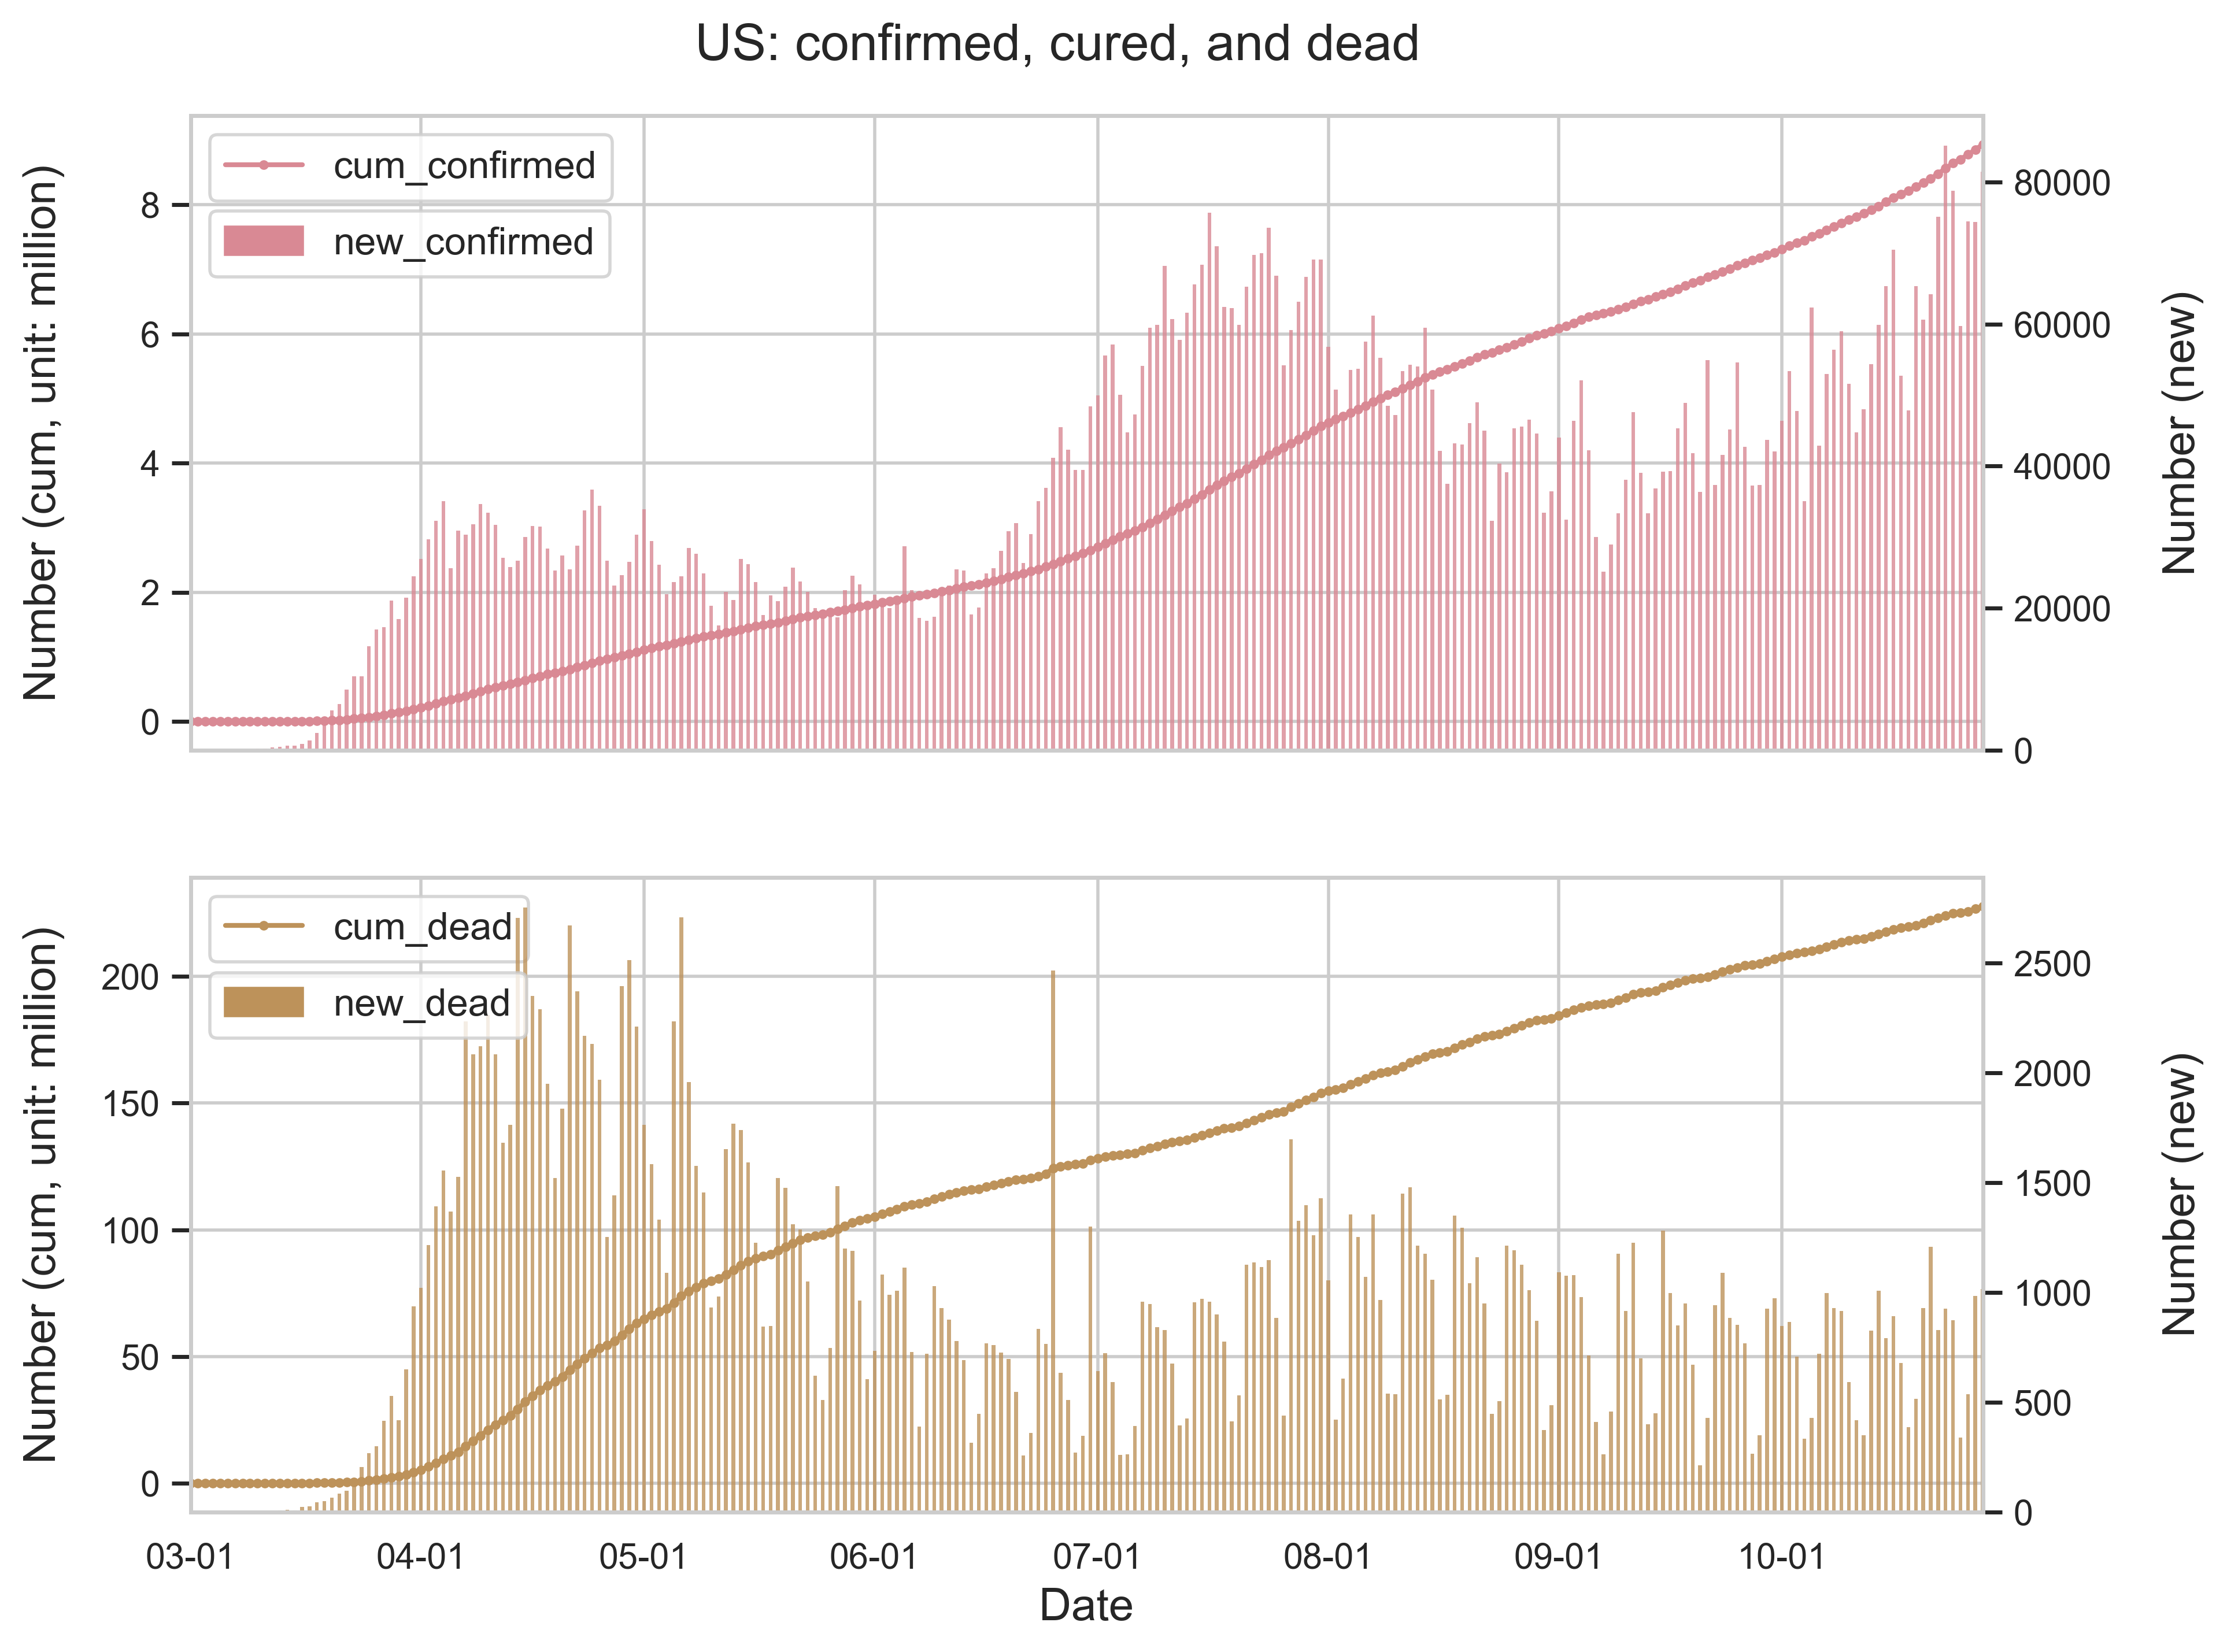 US: confirmed, cured, and dead
cum_confirmed
new_confirmed
Number (cum, unit: million)
8
6
4
2
0
80000
60000
40000
20000
0
Number (new)
cum_dead
new_dead
Number (cum, unit: million)
200
150
100
50
0
2500
2000
1500
1000
500
0
Number (new)
03-01 04-01 05-01 06-01 07-01 08-01 09-01 10-01
Date